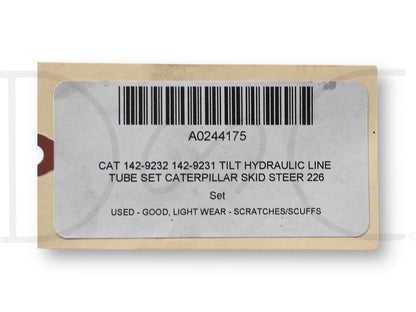 A0244175
CAT 142-9232 142-9231 TILT HYDRAULIC LINE
TUBE SET CATERPILLAR SKID STEER 226
Set
USED - GOOD, LIGHT WEAR - SCRATCHES/SCUFFS